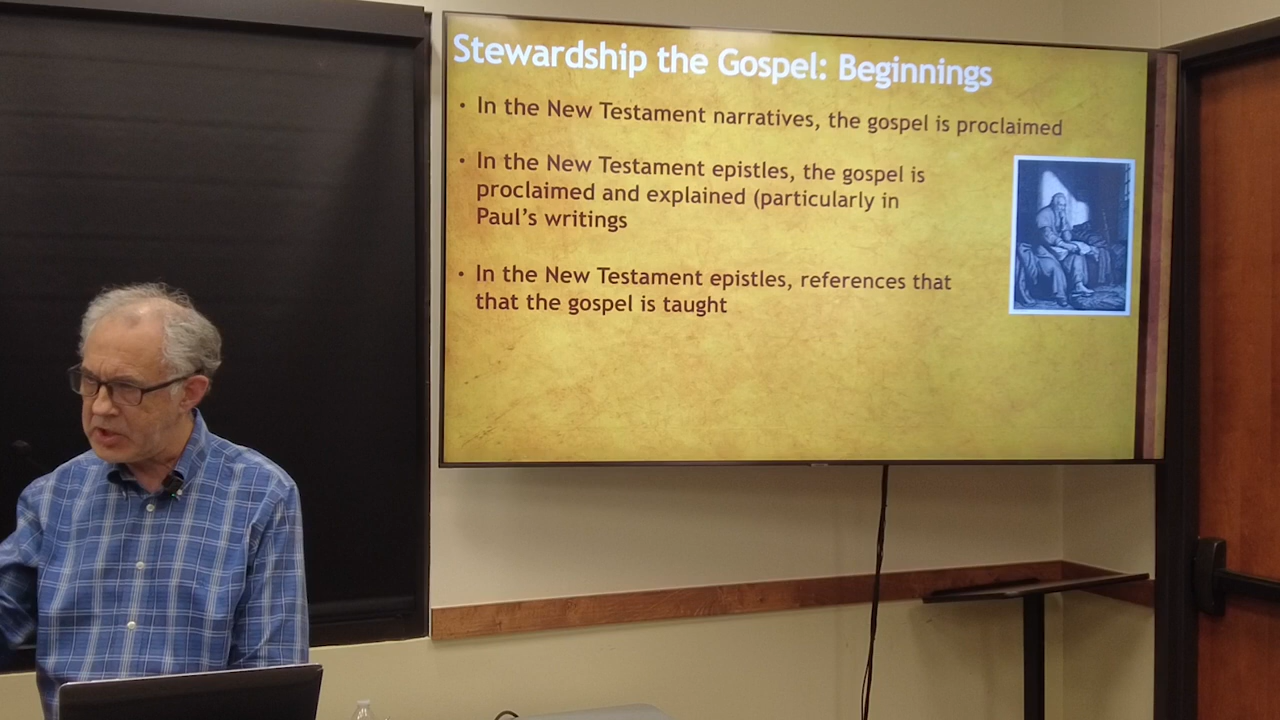 Stewardship the Gospel: Beginnings
• In the New Testament narratives, the gospel is proclaimed
• In the New Testament epistles, the gospel is
proclaimed and explained (particularly in
Paul's writings
• In the New Testament epistles, references that
that the gospel is taught